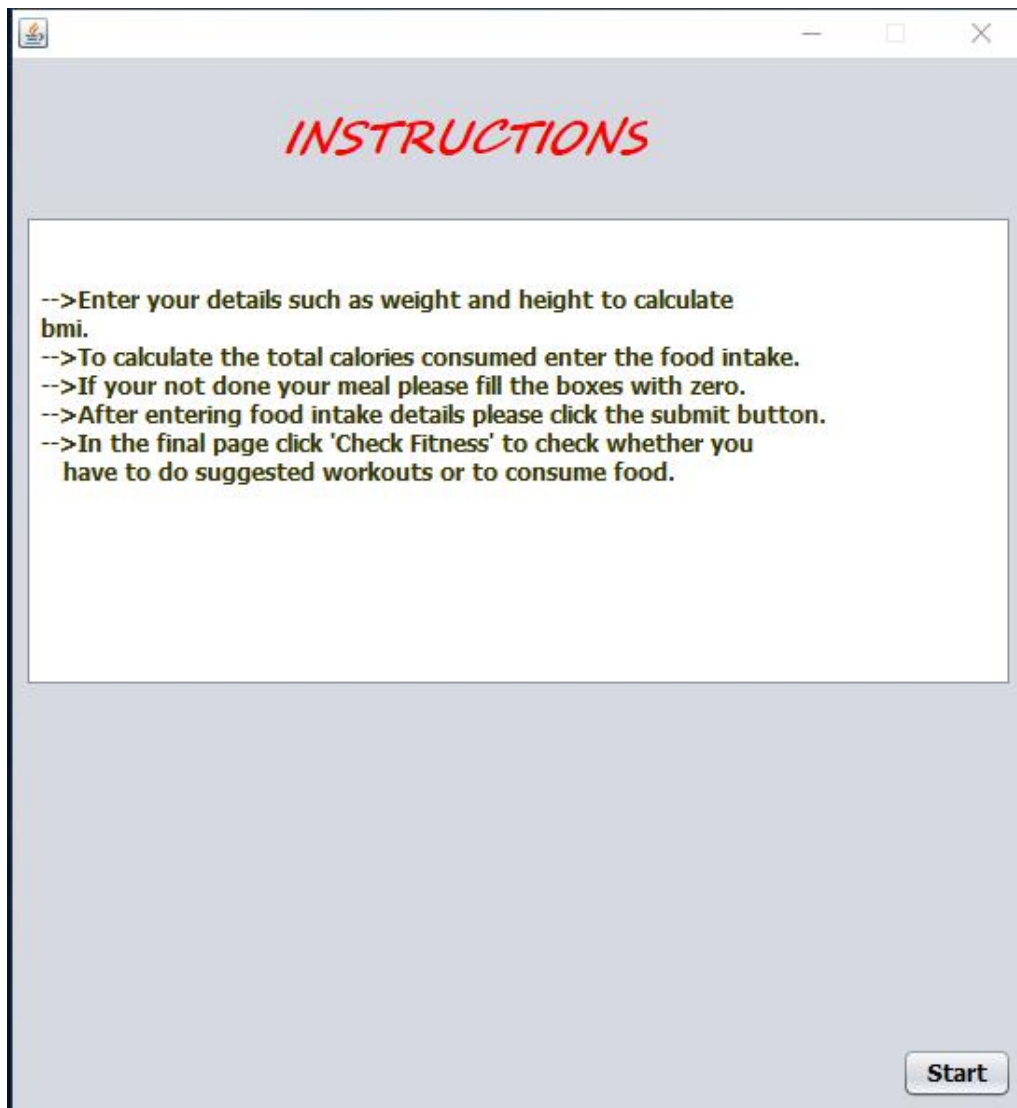 INSTRUCTIONS
-->Enter your details such as weight and height to calculate
bmi.
-->To calculate the total calories consumed enter the food intake.
-->If your not done your meal please fill the boxes with zero.
-->After entering food intake details please click the submit button.
-->In the final page click 'Check Fitness' to check whether you
have to do suggested workouts or to consume food.
Start